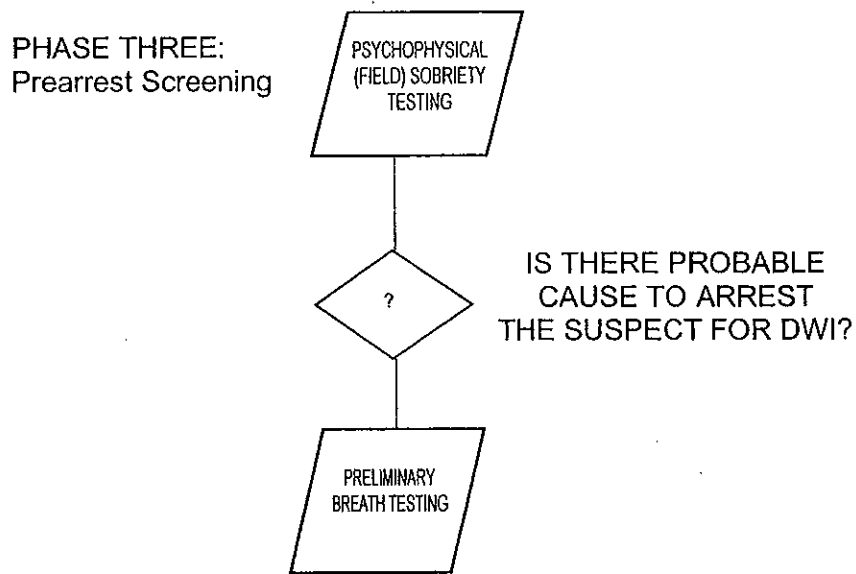 PHASE THREE:
Prearrest Screening
PSYCHOPHYSICAL
(FIELD) SOBRIETY
TESTING
?
IS THERE PROBABLE
CAUSE TO ARREST
THE SUSPECT FOR DWI?
PRELIMINARY
BREATH TESTING